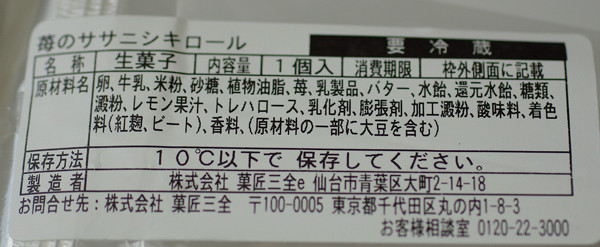 苺のササニシキロール 要冷蔵
名称 生菓子 内容量 1個入 消費期限 枠外側面に記載
原材料名 卵、牛乳、米粉、砂糖、植物油脂、苺、乳製品、バター、水飴、還元水飴、糖類、
澱粉、レモン果汁、トレハロース、乳化剤、膨張剤、加工澱粉、酸味料、着色
料(紅麹、ビート)、香料、(原材料の一部に大豆を含む)
保存方法 10℃以下で保存してください。
製造者 株式会社 菓匠三全e 仙台市青葉区大町2-14-18
お問合せ先：株式会社 菓匠三全 〒100-0005 東京都千代田区丸の内1-8-3
お客様相談室 0120-22-3000